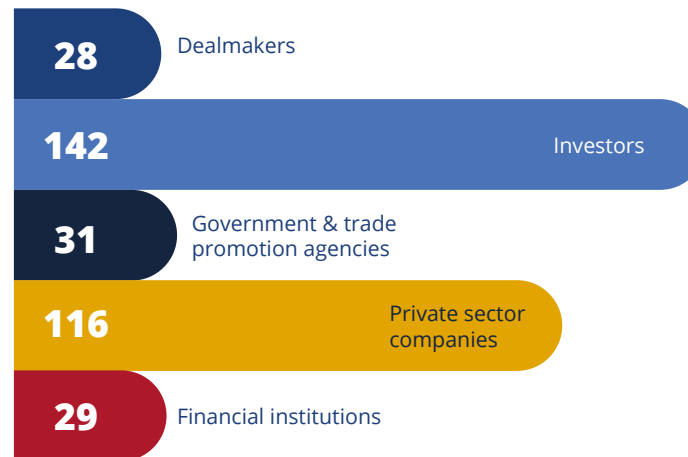 28
Dealmakers
142
Investors
31
Government & trade
promotion agencies
116
Private sector
companies
29
Financial institutions